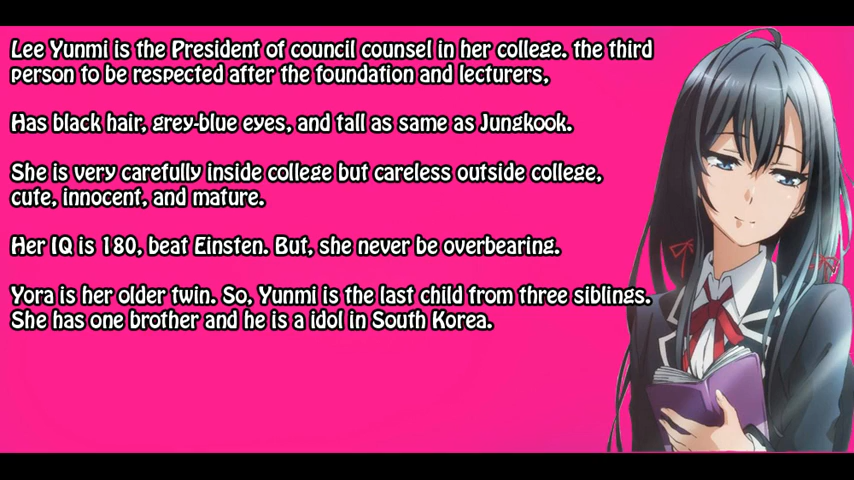 Lee Yunmi is the President of council counsel in her college. the third
person to be respected after the foundation and lecturers,
Has black hair, grey-blue eyes, and tall as same as Jungkook.
She is very carefully inside college but careless outside college,
cute, innocent, and mature.
Her IQ is 180, beat Einsten. But, she never be overbearing.
Yora is her older twin. So, Yunmi is the last child from three siblings.
She has one brother and he is a idol in South Korea.